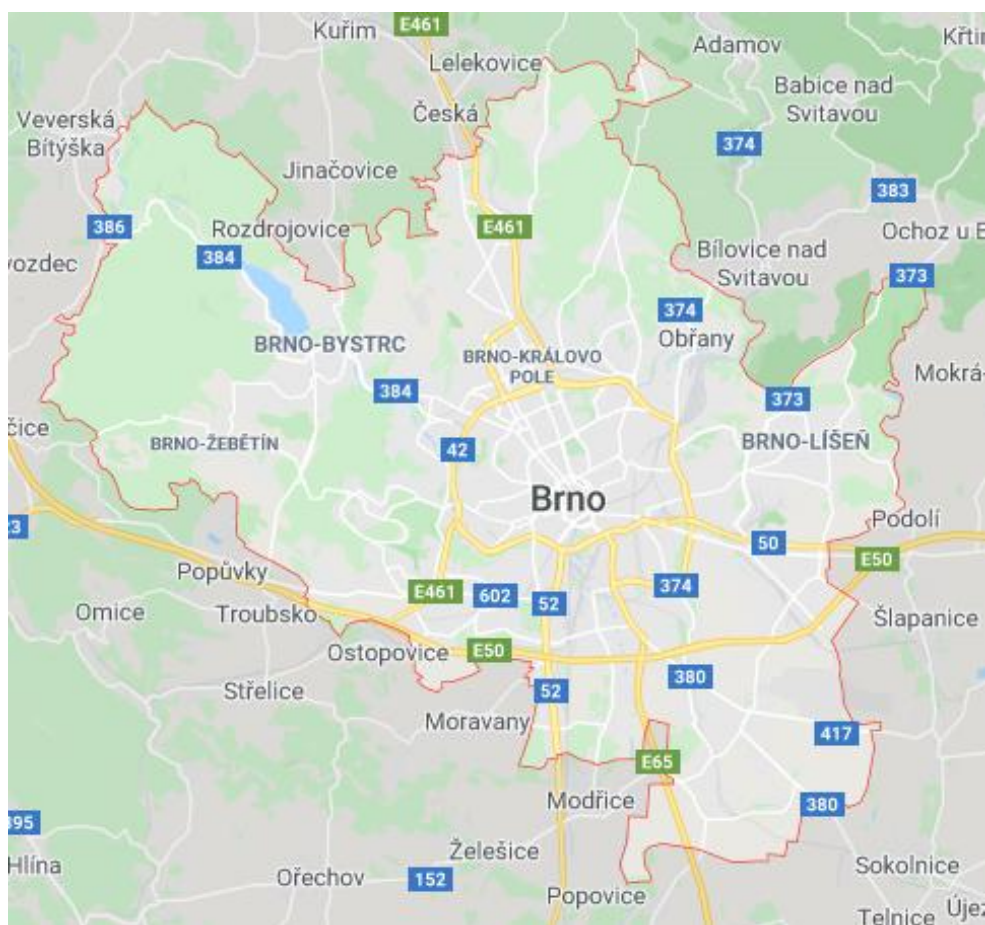 E461
Kuřim
Adamov
Křtin
Lelekovice
Babice nad
Svitavou
Veverská
Bítýška
Česká
374
Jinačovice
383
386
Rozdrojovice
E461
Ochoz u B
vozdec
384
Bílovice nad
Svitavou
373
374
Obřany
BRNO-BYSTRC
BRNO-KRÁLOVO
POLE
Mokrá-
384
373
čice
BRNO-ŽEBĚTÍN
42
BRNO-LÍŠEŇ
Brno
23
Podolí
50
E50
Popůvky
E461
602
52
374
Omice
Troubsko
Šlapanice
Ostopovice
E50
380
Střelice
52
Moravany
417
E65
Modřice
380
395
Hlína
Želešice
Ořechov
152
Popovice
Sokolnice
Telnice
Újez